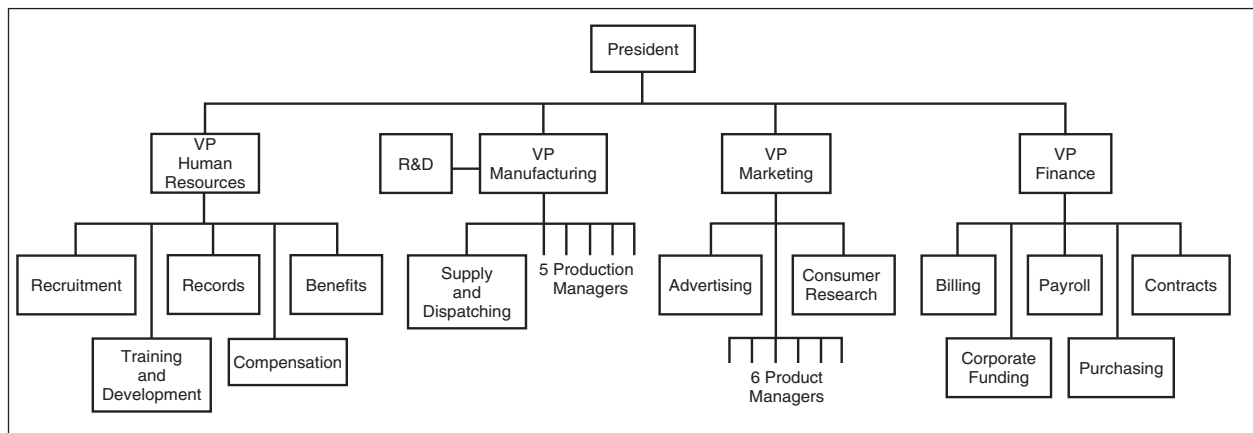 President
VP
Human
Resources
R&D
VP
Manufacturing
VP
Marketing
VP
Finance
Recruitment
Records
Benefits
Training
and
Development
Compensation
Supply
and
Dispatching
5 Production
Managers
Advertising
Consumer
Research
6 Product
Managers
Billing
Payroll
Contracts
Corporate
Funding
Purchasing